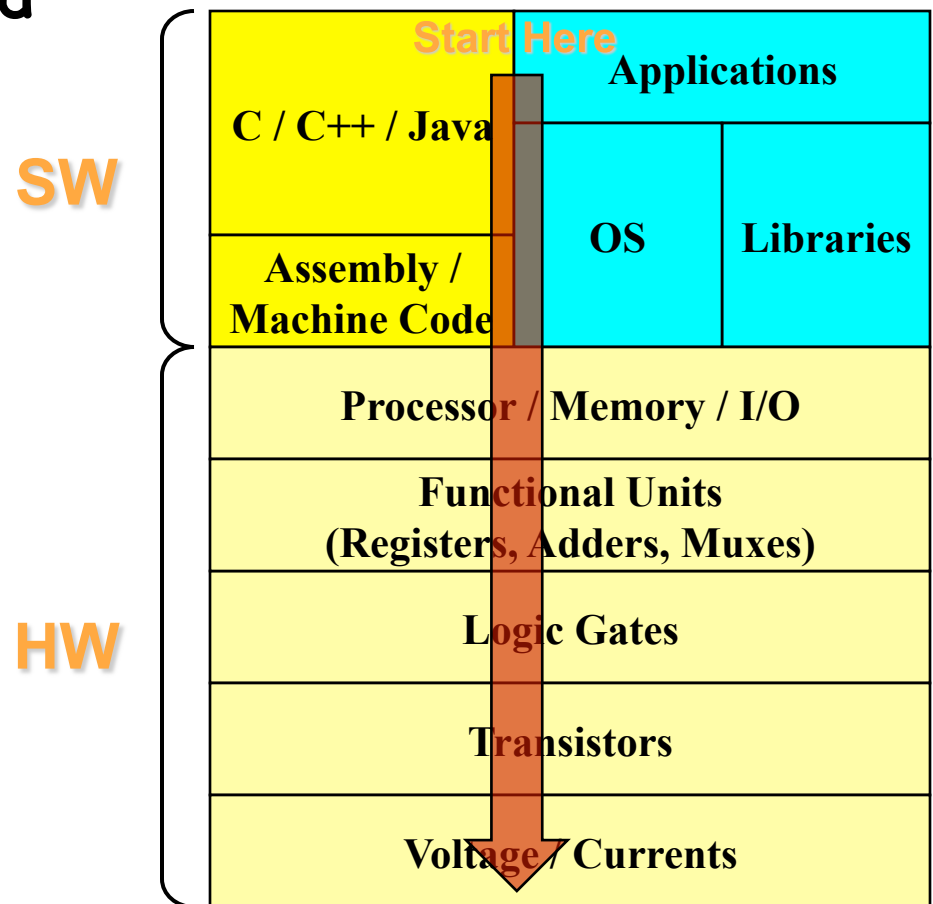 Start Here
Applications
C / C++ / Java
SW
OS
Libraries
Assembly /
Machine Code
Processor / Memory / I/O
Functional Units
(Registers, Adders, Muxes)
Logic Gates
HW
Transistors
Voltage / Currents